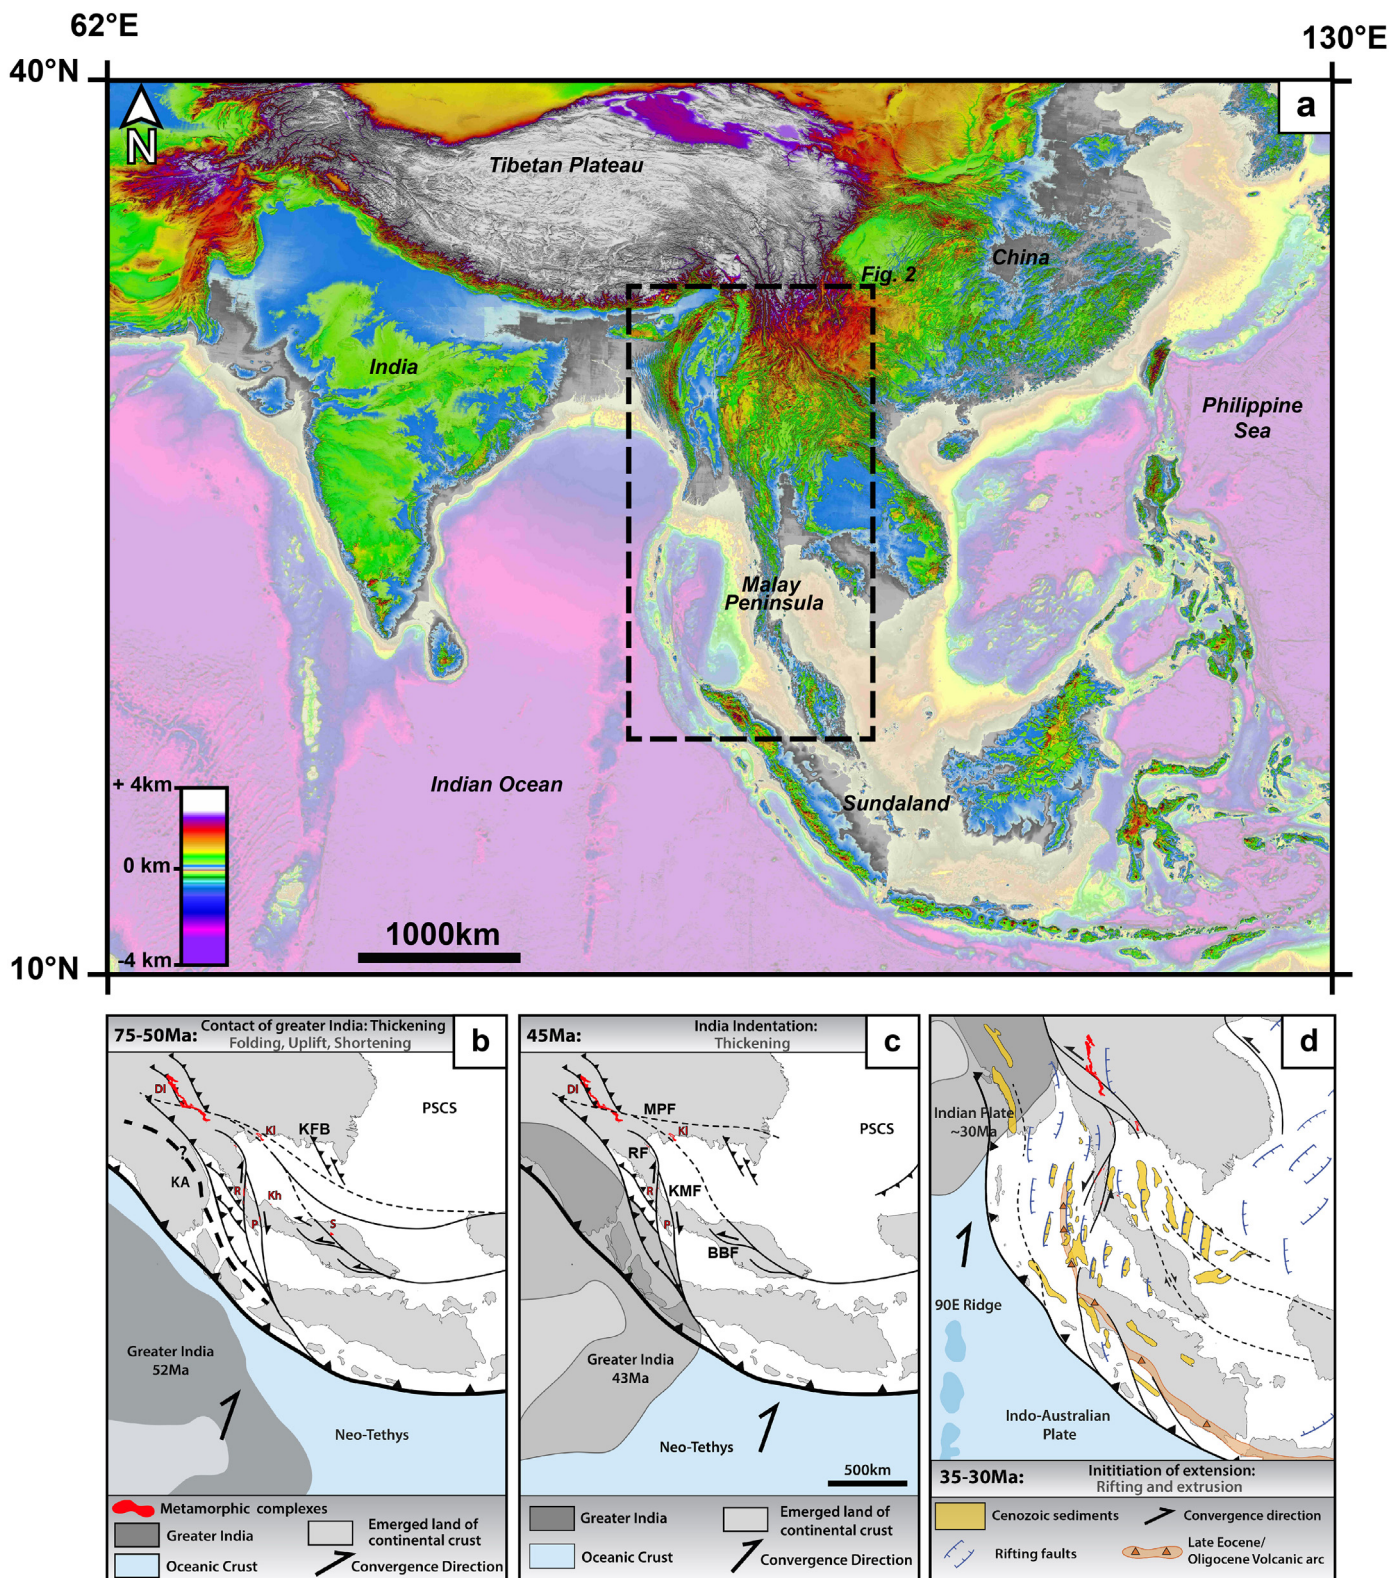 62°E
130°E
40°N
a
N
Tibetan Plateau
China
Fig. 2
India
Philippine
Sea
Malay
Peninsula
Indian Ocean
Sundaland
+ 4km
0 km
-4 km
1000km
10°N
75-50Ma:
Contact of greater India: Thickening
Folding, Uplift, Shortening
b
DI
PSCS
KI
KFB
?
KA
R
Kh
P
S
Greater India
52Ma
Neo-Tethys
Metamorphic complexes
Greater India
Emerged land of
continental crust
Oceanic Crust
Convergence Direction
45Ma:
India Indentation:
Thickening
c
DI
MPF
PSCS
KI
RF
R
KMF
P
BBF
Greater India
43Ma
Neo-Tethys
500km
Greater India
Emerged land of
continental crust
Oceanic Crust
Convergence Direction
d
Indian Plate
~30Ma
90E Ridge
Indo-Australian
Plate
35-30Ma:
Inititiation of extension:
Rifting and extrusion
Cenozoic sediments
Convergence direction
Rifting faults
Late Eocene/
Oligocene Volcanic arc